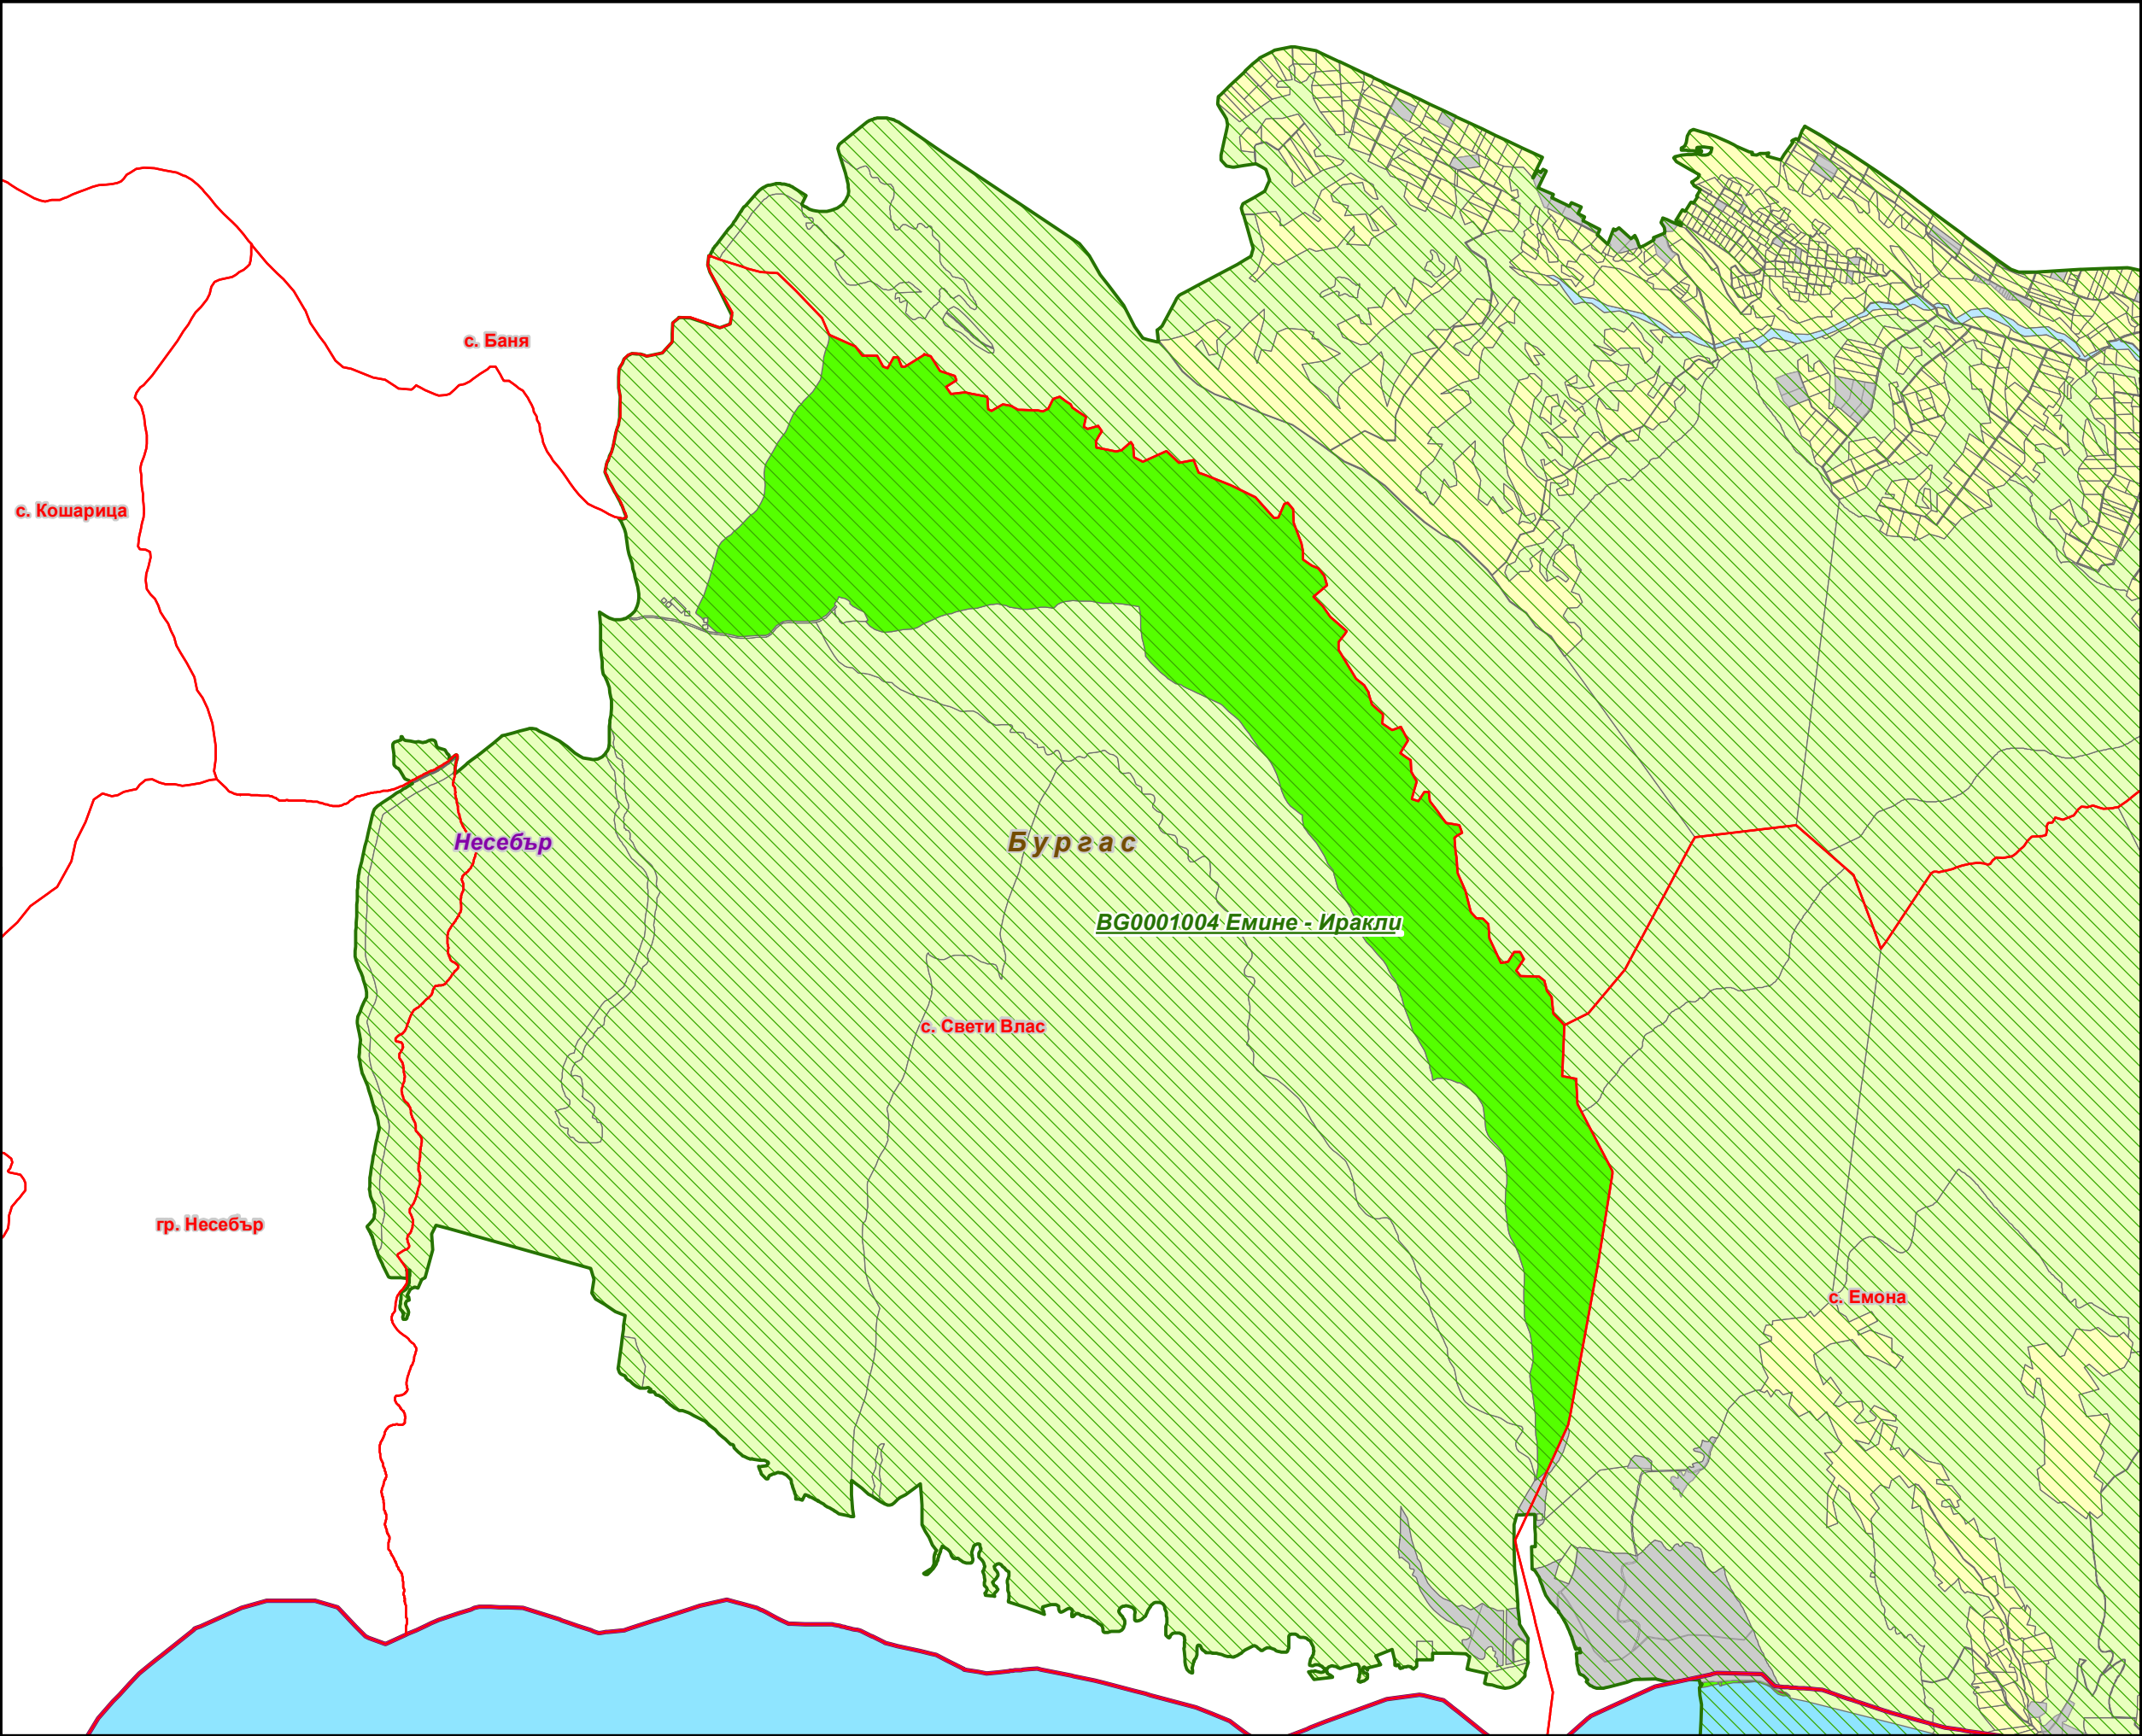 с. Баня
с. Кошарица
Несебър
Бургас
BG0001004 Емине - Иракли
с. Свети Влас
гр. Несебър
с. Емона